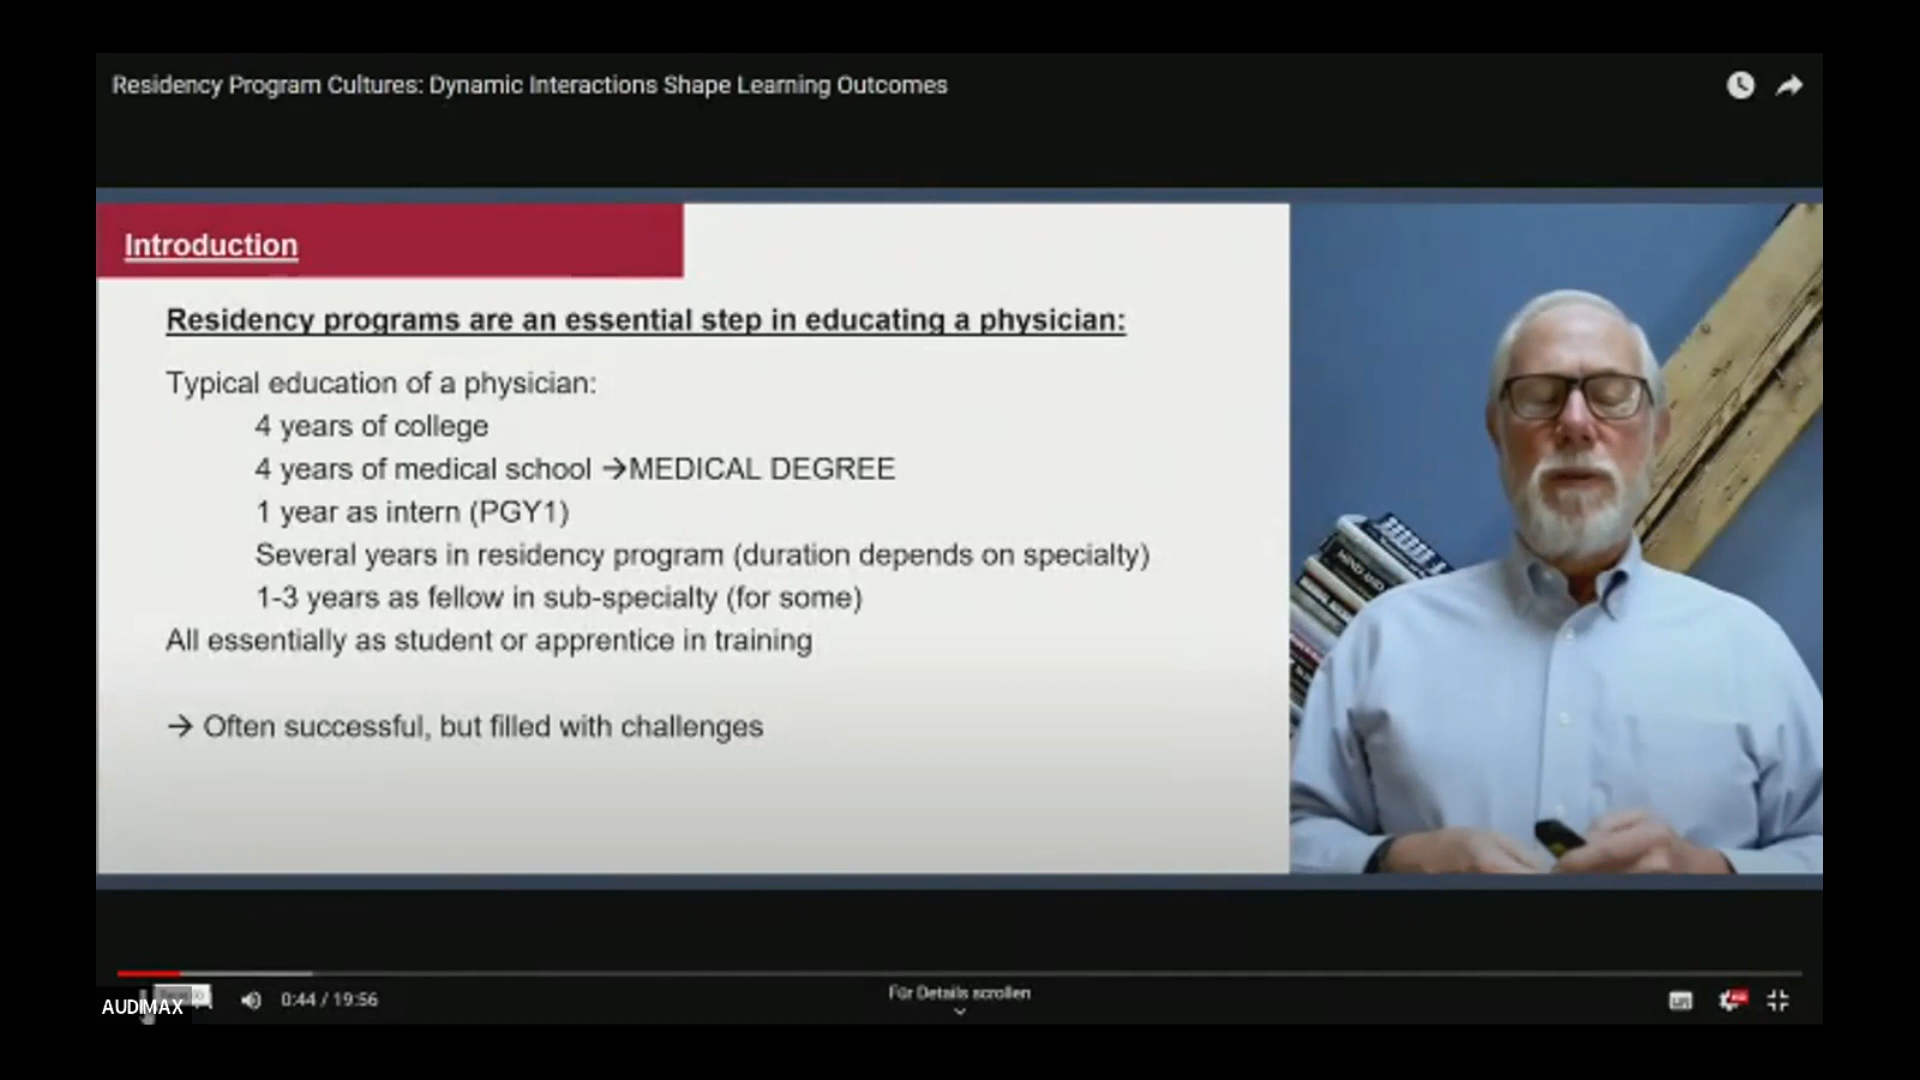 Residency Program Cultures: Dynamic Interactions Shape Learning Outcomes
Introduction
Residency programs are an essential step in educating a physician:
Typical education of a physician:
4 years of college
4 years of medical school →MEDICAL DEGREE
1 year as intern (PGY1)
Several years in residency program (duration depends on specialty)
1-3 years as fellow in sub-specialty (for some)
All essentially as student or apprentice in training
→ Often successful, but filled with challenges
MIND AND
AUDIMAX
0:44 / 19:56
Für Details scrollen